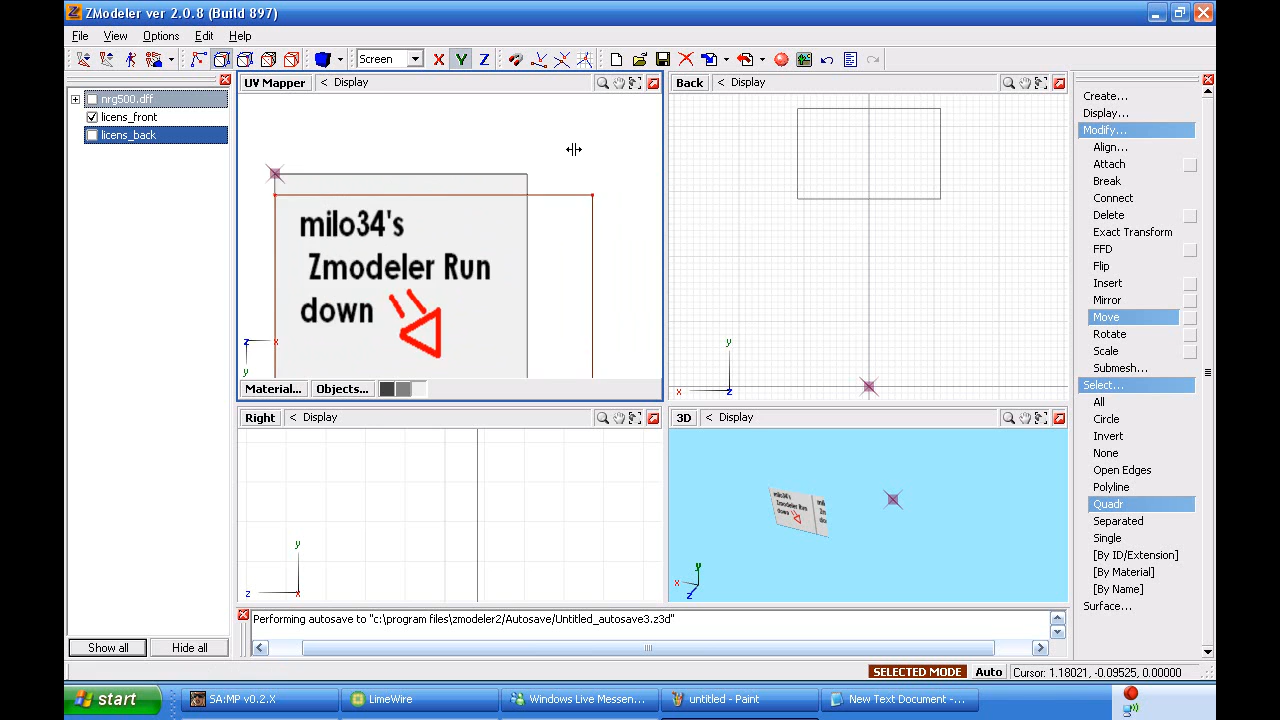 ZModeler ver 2.0.8 (Build 897)
File View Options Edit Help
Screen X Y Z
nrg500.dff
licens_front
licens_back
Show all Hide all
UV Mapper < Display
milo34's
Zmodeler Run
down
Material... Objects...
Back < Display
Right < Display
3D < Display
Create...
Display...
Modify...
Align...
Attach
Break
Connect
Delete
Exact Transform
FFD
Flip
Insert
Mirror
Move
Rotate
Scale
Submesh...
Select...
All
Circle
Invert
None
Open Edges
Polyline
Quadr
Separated
Single
[By ID/Extension]
[By Material]
[By Name]
Surface...
Performing autosave to "c:\program files\zmodeler2/Autosave/Untitled_autosave3.z3d"
SELECTED MODE Auto Cursor: 1.18021, -0.09525, 0.00000
start SA:MP v0.2.X LimeWire Windows Live Messen... untitled - Paint New Text Document -...